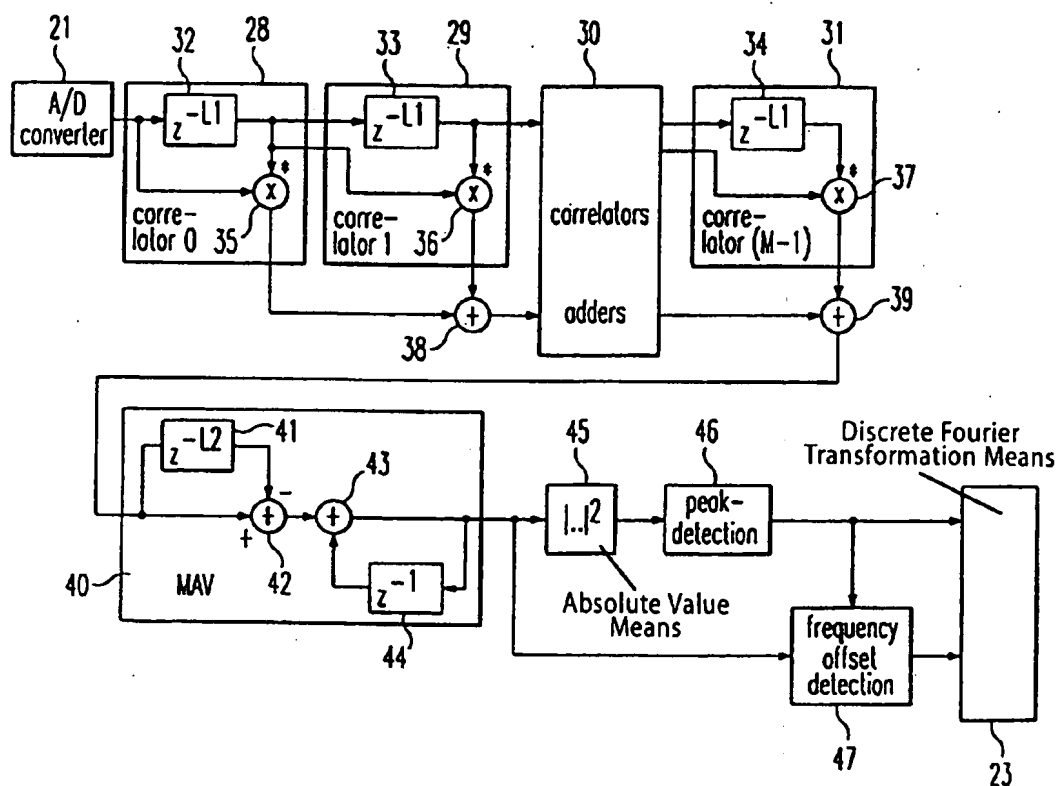 21 32 28 33 29 30 34 31
A/D
converter
z^-L1
z^-L1
z^-L1
*
*
*
x
x
x
35
36
37
corre-
lator 0
corre-
lator 1
correlators
corre-
lator (M-1)
adders
+
38
+
39
z^-L2
41
-
+
+
42
+
43
z^-1
44
40
MAV
45
|..|^2
46
peak-
detection
Absolute Value
Means
Discrete Fourier
Transformation Means
frequency
offset
detection
47
23